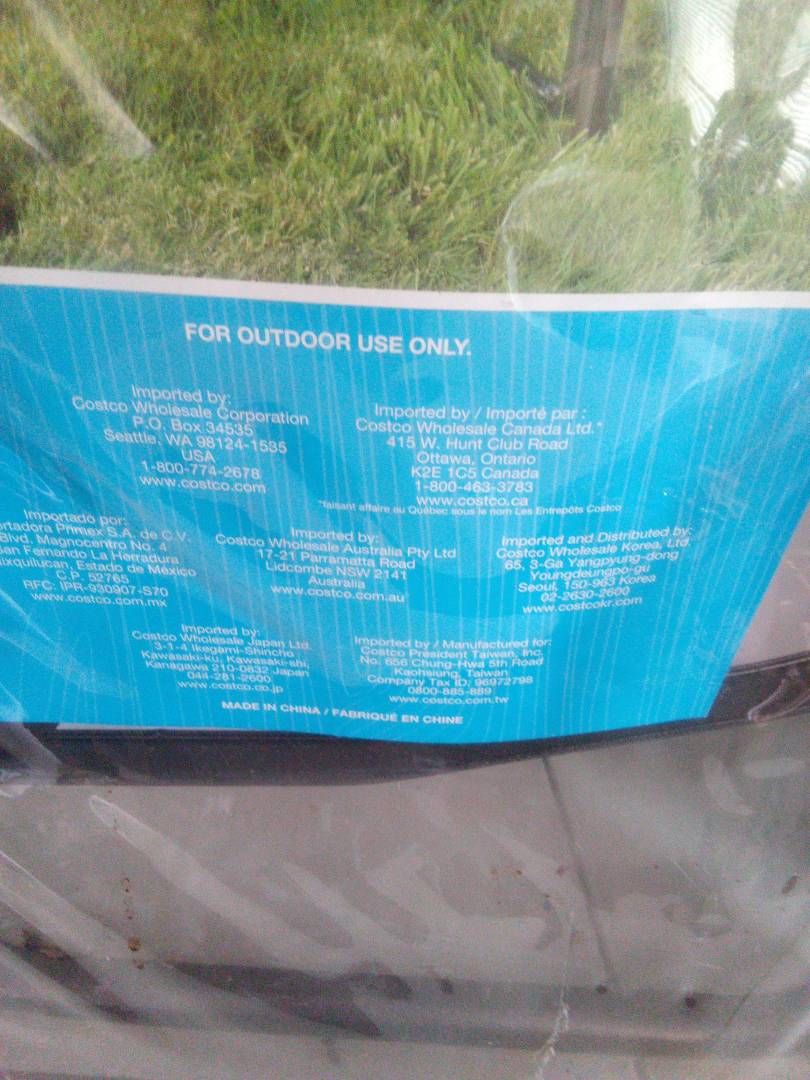 FOR OUTDOOR USE ONLY.
Imported by:
Costco Wholesale Corporation
P.O. Box 34535
Seattle, WA 98124-1535
USA
1-800-774-2678
www.costco.com
Imported by / Importé par :
Costco Wholesale Canada Ltd.*
415 W. Hunt Club Road
Ottawa, Ontario
K2E 1C5 Canada
1-800-463-3783
www.costco.ca
*faisant affaire au Québec sous le nom Les Entrepôts Costco
Importado por:
rtadora Primex S.A. de C.V.
Blvd. Magnocentro No. 4
San Fernando La Herradura
ixquilucan, Estado de México
C.P. 52765
RFC: IPR-930907-S70
www.costco.com.mx
Imported by:
Costco Wholesale Australia Pty Ltd
17-21 Parramatta Road
Lidcombe NSW 2141
Australia
www.costco.com.au
Imported and Distributed by:
Costco Wholesale Korea, Ltd.
65, 3-Ga Yangpyung-dong
Youngdeungpo-gu
Seoul, 150-963 Korea
02-2630-2600
www.costcokr.com
Imported by:
Costco Wholesale Japan Ltd.
3-1-4 Ikegami-Shincho
Kawasaki-ku, Kawasaki-shi,
Kanagawa 210-0832 Japan
044-281-2600
www.costco.co.jp
Imported by / Manufactured for:
Costco President Taiwan, Inc.
No. 656 Chung-Hwa 5th Road
Kaohsiung, Taiwan
Company Tax ID: 96972798
0800-885-889
www.costco.com.tw
MADE IN CHINA / FABRIQUÉ EN CHINE